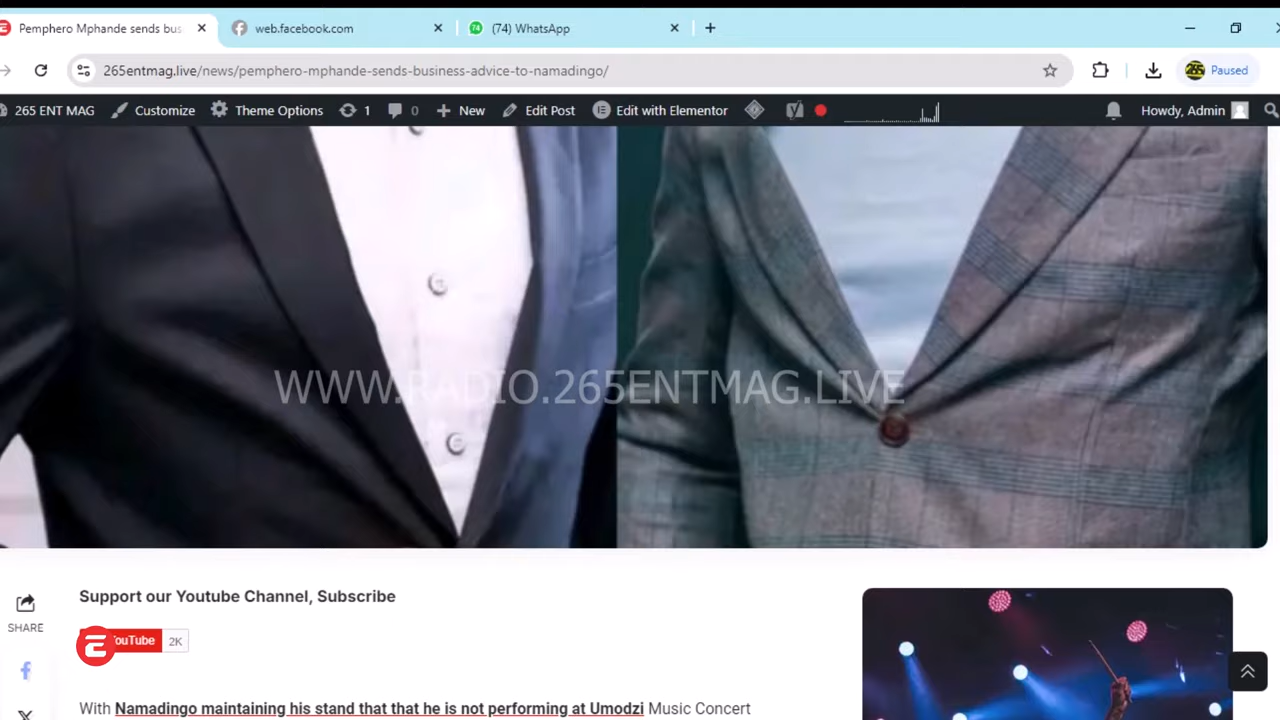 Pemphero Mphande sends bus
web.facebook.com
74
(74) WhatsApp
265entmag.live/news/pemphero-mphande-sends-business-advice-to-namadingo/
265
Paused
265 ENT MAG
Customize
Theme Options
1
0
New
Edit Post
Edit with Elementor
Howdy, Admin
WWW.RADIO.265ENTMAG.LIVE
SHARE
Support our Youtube Channel, Subscribe
ouTube
2K
With Namadingo maintaining his stand that that he is not performing at Umodzi Music Concert